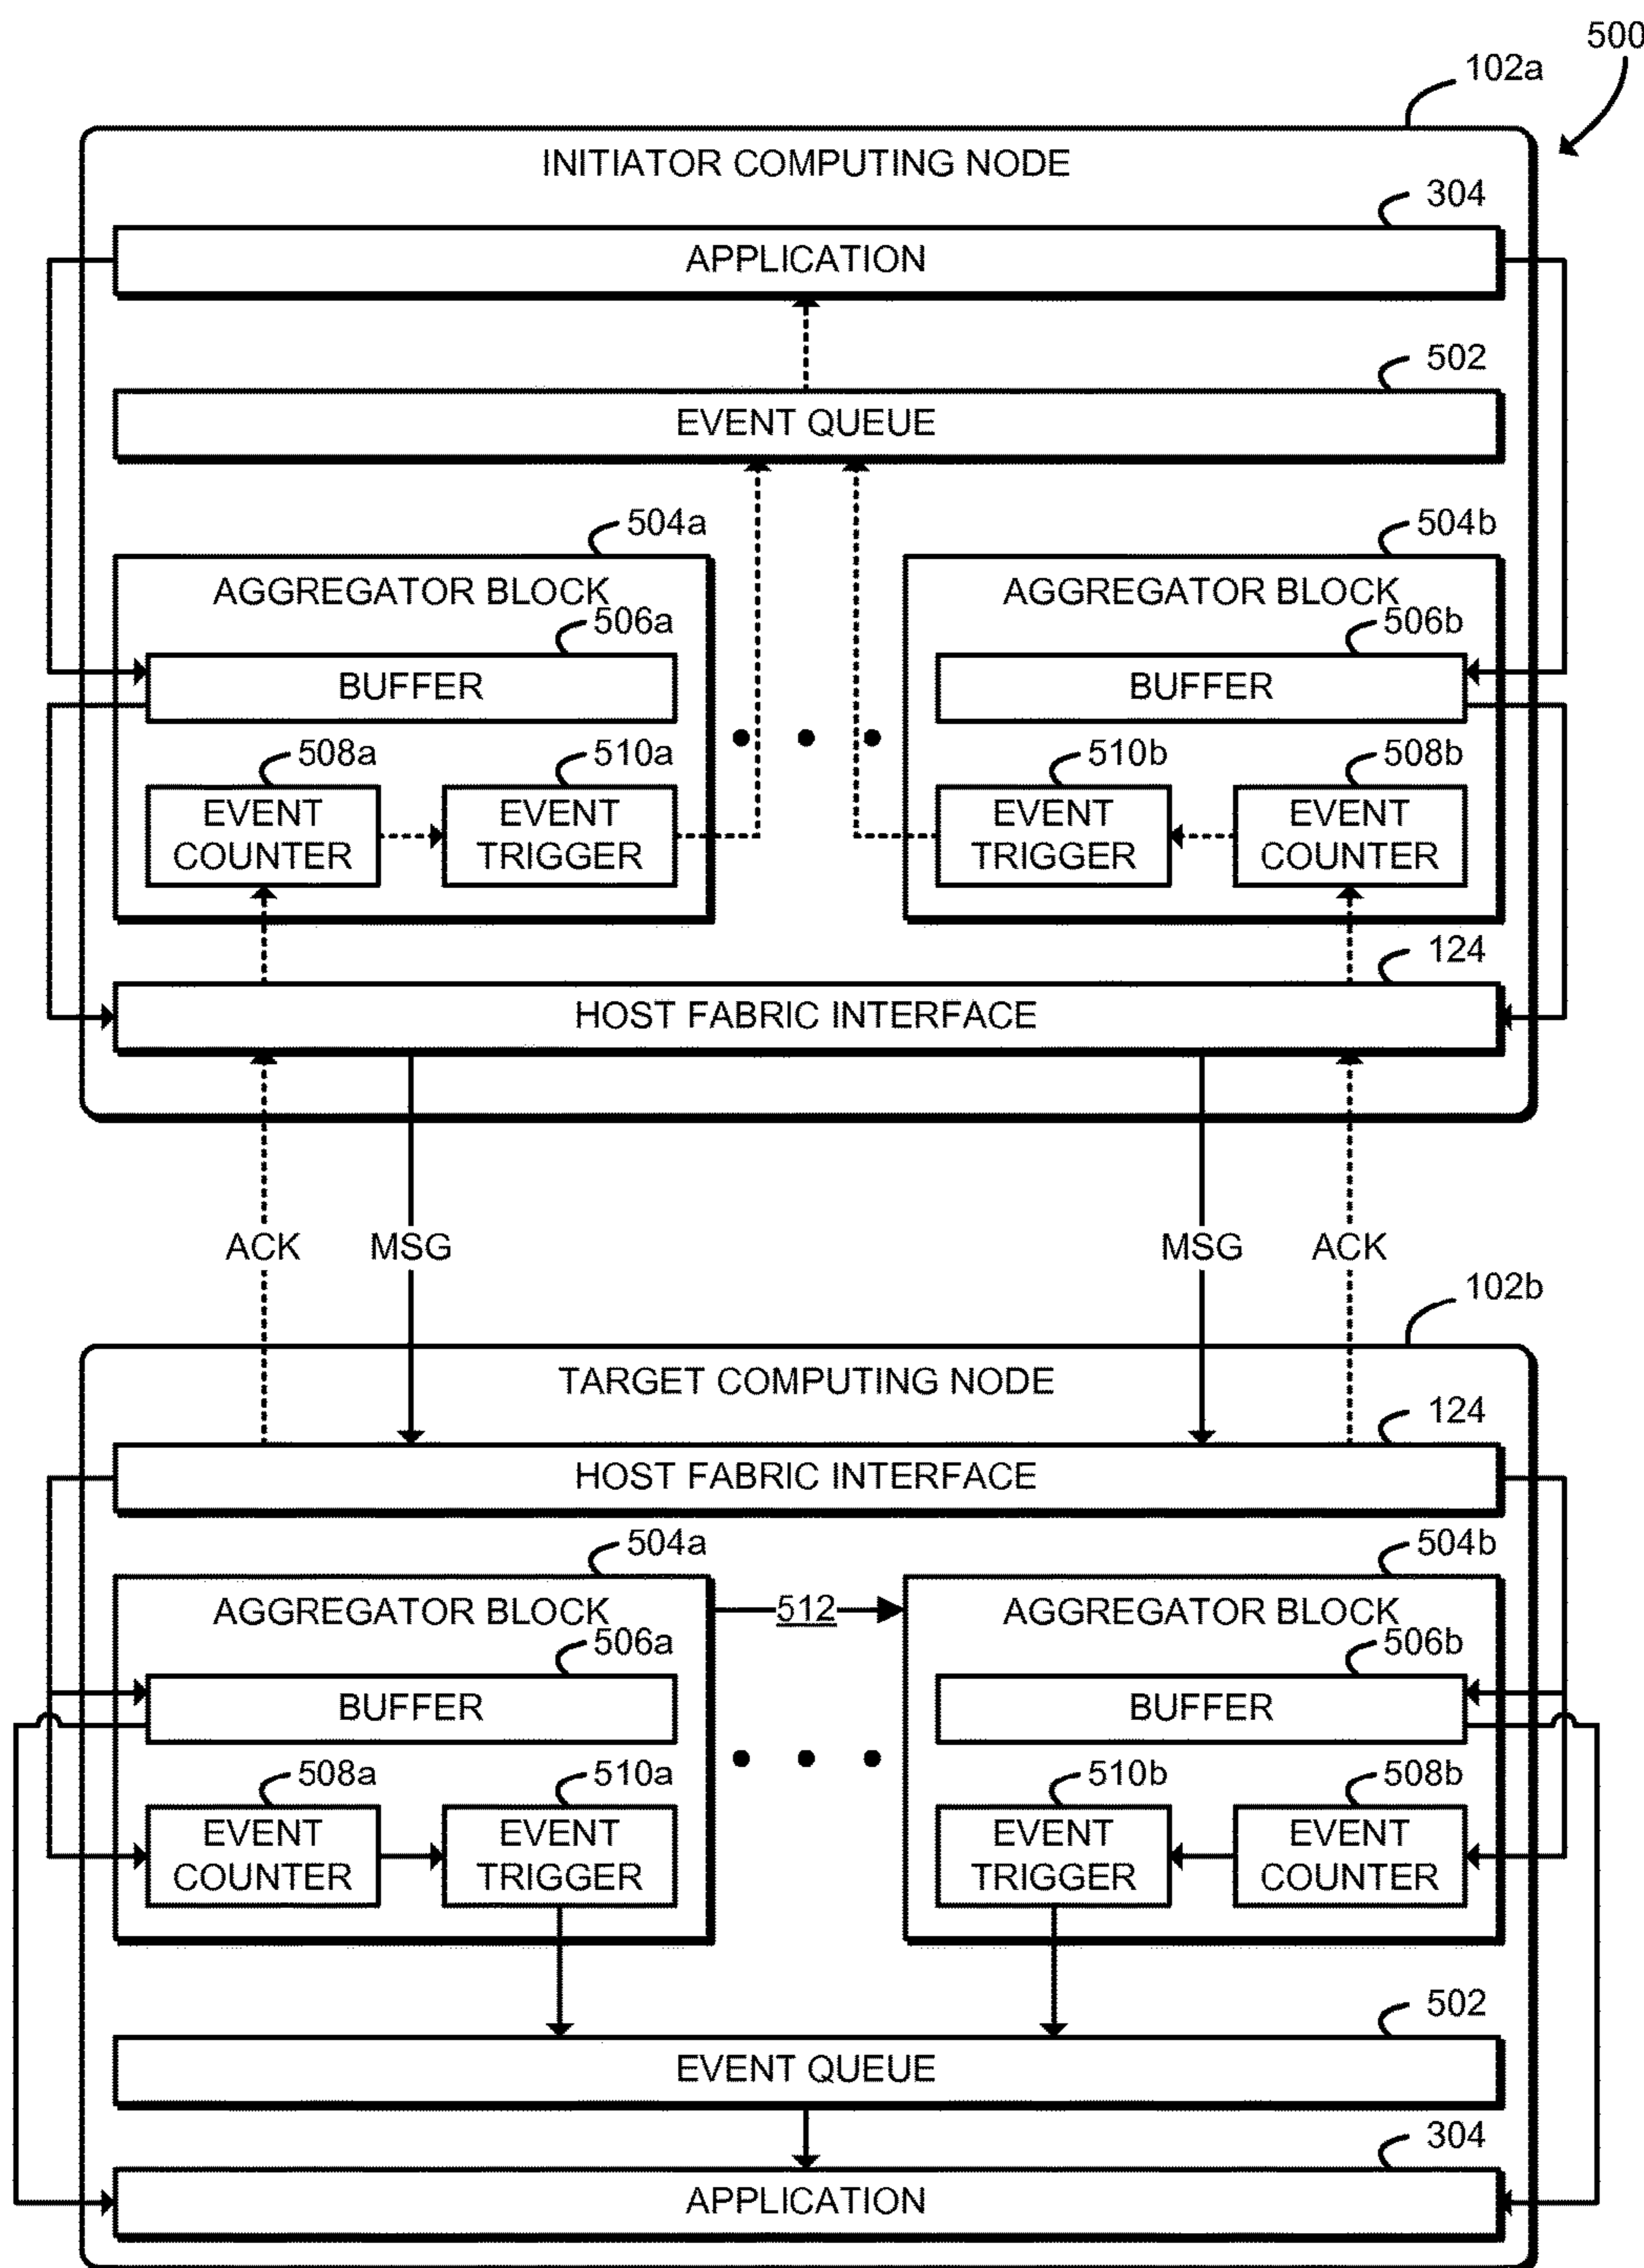 500
102a
INITIATOR COMPUTING NODE
304
APPLICATION
502
EVENT QUEUE
504a
504b
AGGREGATOR BLOCK
AGGREGATOR BLOCK
506a
506b
BUFFER
BUFFER
508a
510a
510b
508b
EVENT
COUNTER
EVENT
TRIGGER
EVENT
TRIGGER
EVENT
COUNTER
124
HOST FABRIC INTERFACE
ACK
MSG
MSG
ACK
102b
TARGET COMPUTING NODE
124
HOST FABRIC INTERFACE
504a
504b
AGGREGATOR BLOCK
512
AGGREGATOR BLOCK
506a
506b
BUFFER
BUFFER
508a
510a
510b
508b
EVENT
COUNTER
EVENT
TRIGGER
EVENT
TRIGGER
EVENT
COUNTER
502
EVENT QUEUE
304
APPLICATION